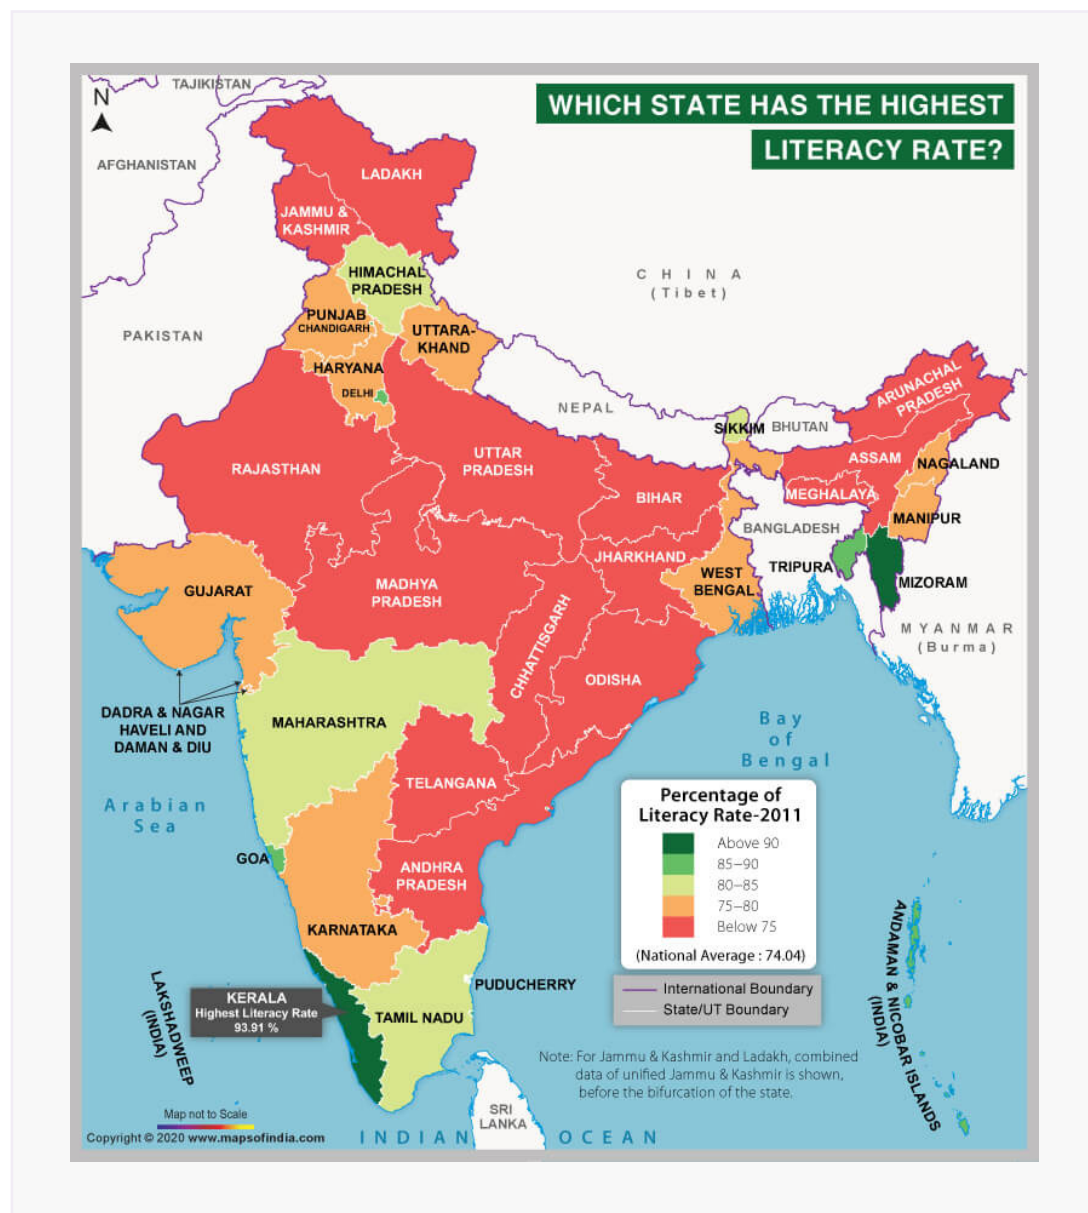 WHICH STATE HAS THE HIGHEST
LITERACY RATE?
N
TAJIKISTAN
AFGHANISTAN
LADAKH
JAMMU &
KASHMIR
HIMACHAL
PRADESH
C H I N A
(Tibet)
PAKISTAN
PUNJAB
CHANDIGARH
UTTARA-
KHAND
HARYANA
DELHI
NEPAL
SIKKIM
BHUTAN
ARUNACHAL
PRADESH
RAJASTHAN
UTTAR
PRADESH
BIHAR
ASSAM
NAGALAND
MEGHALAYA
MANIPUR
BANGLADESH
JHARKHAND
TRIPURA
MIZORAM
GUJARAT
MADHYA
PRADESH
WEST
BENGAL
CHHATTISGARH
ODISHA
MYANMAR
(Burma)
DADRA & NAGAR
HAVELI AND
DAMAN & DIU
MAHARASHTRA
Bay
of
Bengal
TELANGANA
Arabian
Sea
GOA
ANDHRA
PRADESH
KARNATAKA
Percentage of
Literacy Rate-2011
Above 90
85–90
80–85
75–80
Below 75
(National Average : 74.04)
International Boundary
State/UT Boundary
ANDAMAN & NICOBAR ISLANDS
(INDIA)
LAKSHADWEEP
(INDIA)
KERALA
Highest Literacy Rate
93.91 %
TAMIL NADU
PUDUCHERRY
Note: For Jammu & Kashmir and Ladakh, combined
data of unified Jammu & Kashmir is shown,
before the bifurcation of the state.
SRI
LANKA
Map not to Scale
Copyright © 2020 www.mapsofindia.com
INDIAN OCEAN